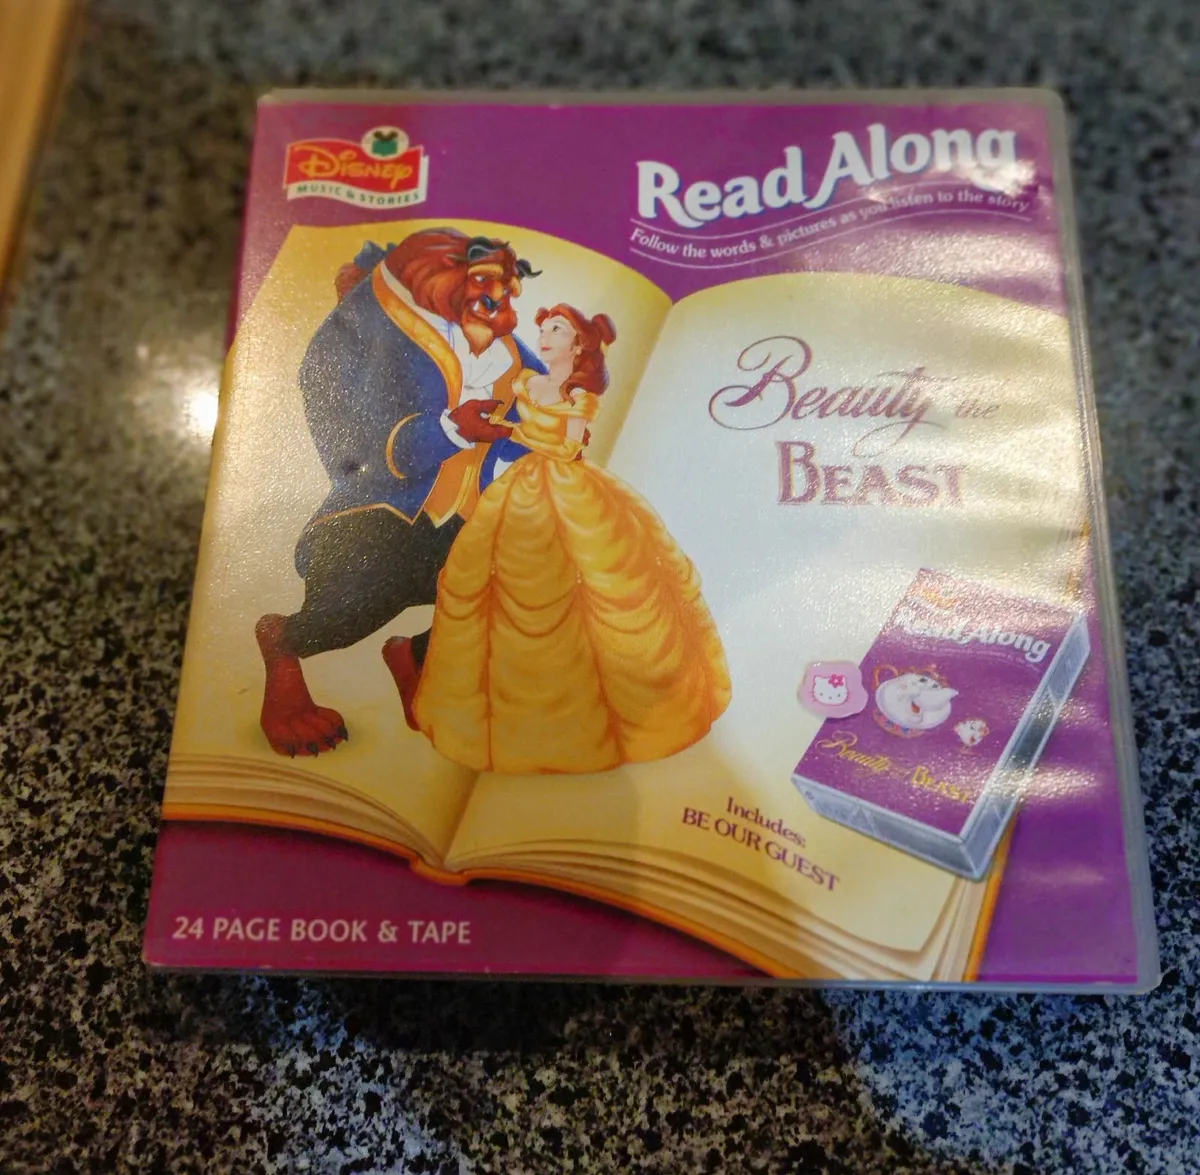 Disney
MUSIC & STORIES
Read Along
Follow the words & pictures as you listen to the story
Beauty and the
BEAST
Read Along
Beauty and the BEAST
Includes:
BE OUR GUEST
24 PAGE BOOK & TAPE